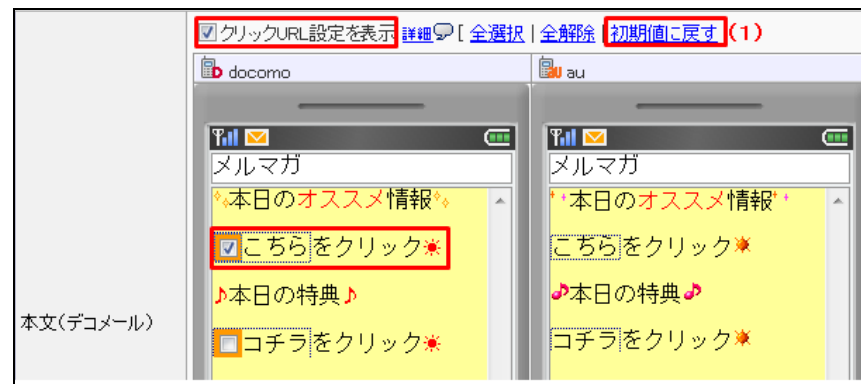 クリックURL設定を表示 詳細 [ 全選択 | 全解除 | 初期値に戻す (1)
docomo
au
メルマガ
本日のオススメ情報
こちらをクリック
♪本日の特典♪
コチラをクリック
メルマガ
本日のオススメ情報
こちらをクリック
本日の特典
コチラをクリック
本文(デコメール)